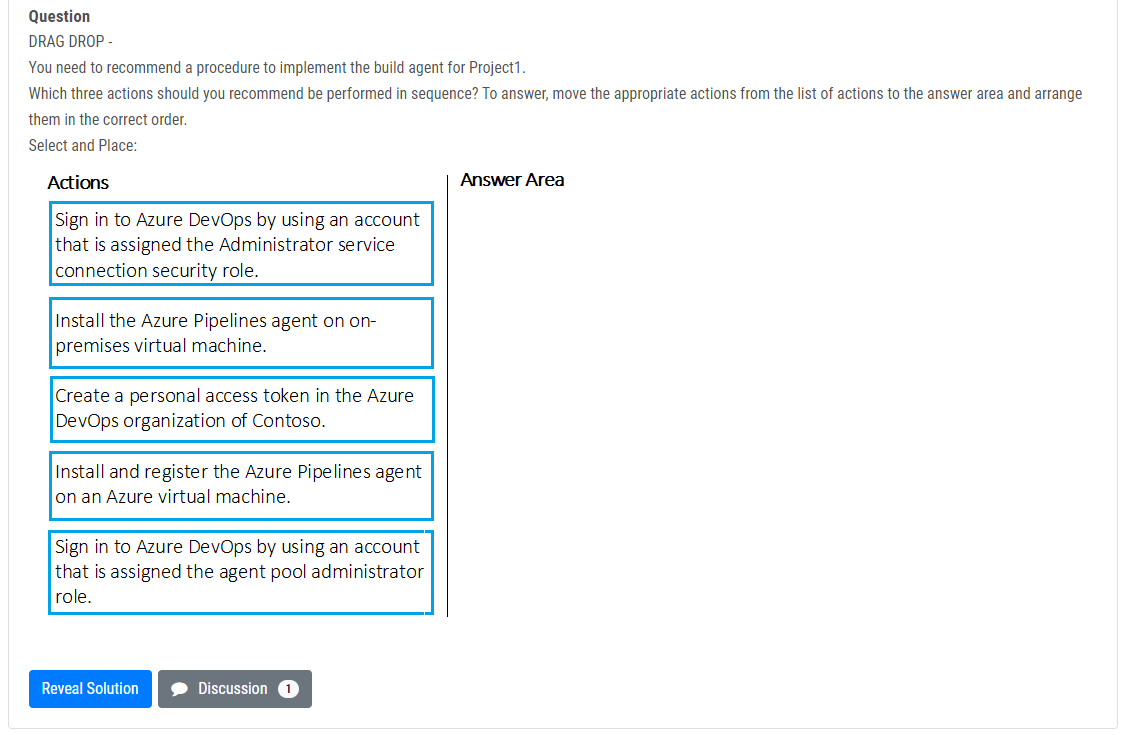 Question
DRAG DROP -
You need to recommend a procedure to implement the build agent for Project1.
Which three actions should you recommend be performed in sequence? To answer, move the appropriate actions from the list of actions to the answer area and arrange
them in the correct order.
Select and Place:
Actions
Answer Area
Sign in to Azure DevOps by using an account
that is assigned the Administrator service
connection security role.
Install the Azure Pipelines agent on on-
premises virtual machine.
Create a personal access token in the Azure
DevOps organization of Contoso.
Install and register the Azure Pipelines agent
on an Azure virtual machine.
Sign in to Azure DevOps by using an account
that is assigned the agent pool administrator
role.
Reveal Solution
Discussion 1